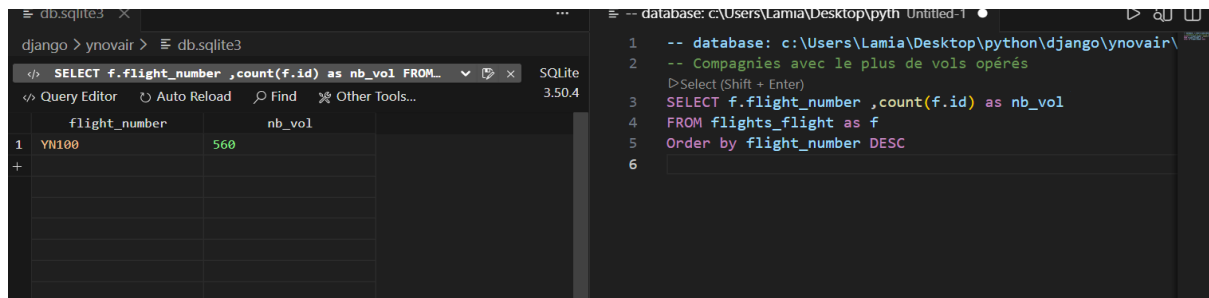 db.sqlite3 ×
django > ynovair > db.sqlite3
SELECT f.flight_number ,count(f.id) as nb_vol FROM…
SQLite
3.50.4
Query Editor Auto Reload Find Other Tools...
flight_number nb_vol
1 YN100 560
+
-- database: c:\Users\Lamia\Desktop\pyth Untitled-1 ●
1 -- database: c:\Users\Lamia\Desktop\python\django\ynovair\
2 -- Compagnies avec le plus de vols opérés
▷Select (Shift + Enter)
3 SELECT f.flight_number ,count(f.id) as nb_vol
4 FROM flights_flight as f
5 Order by flight_number DESC
6